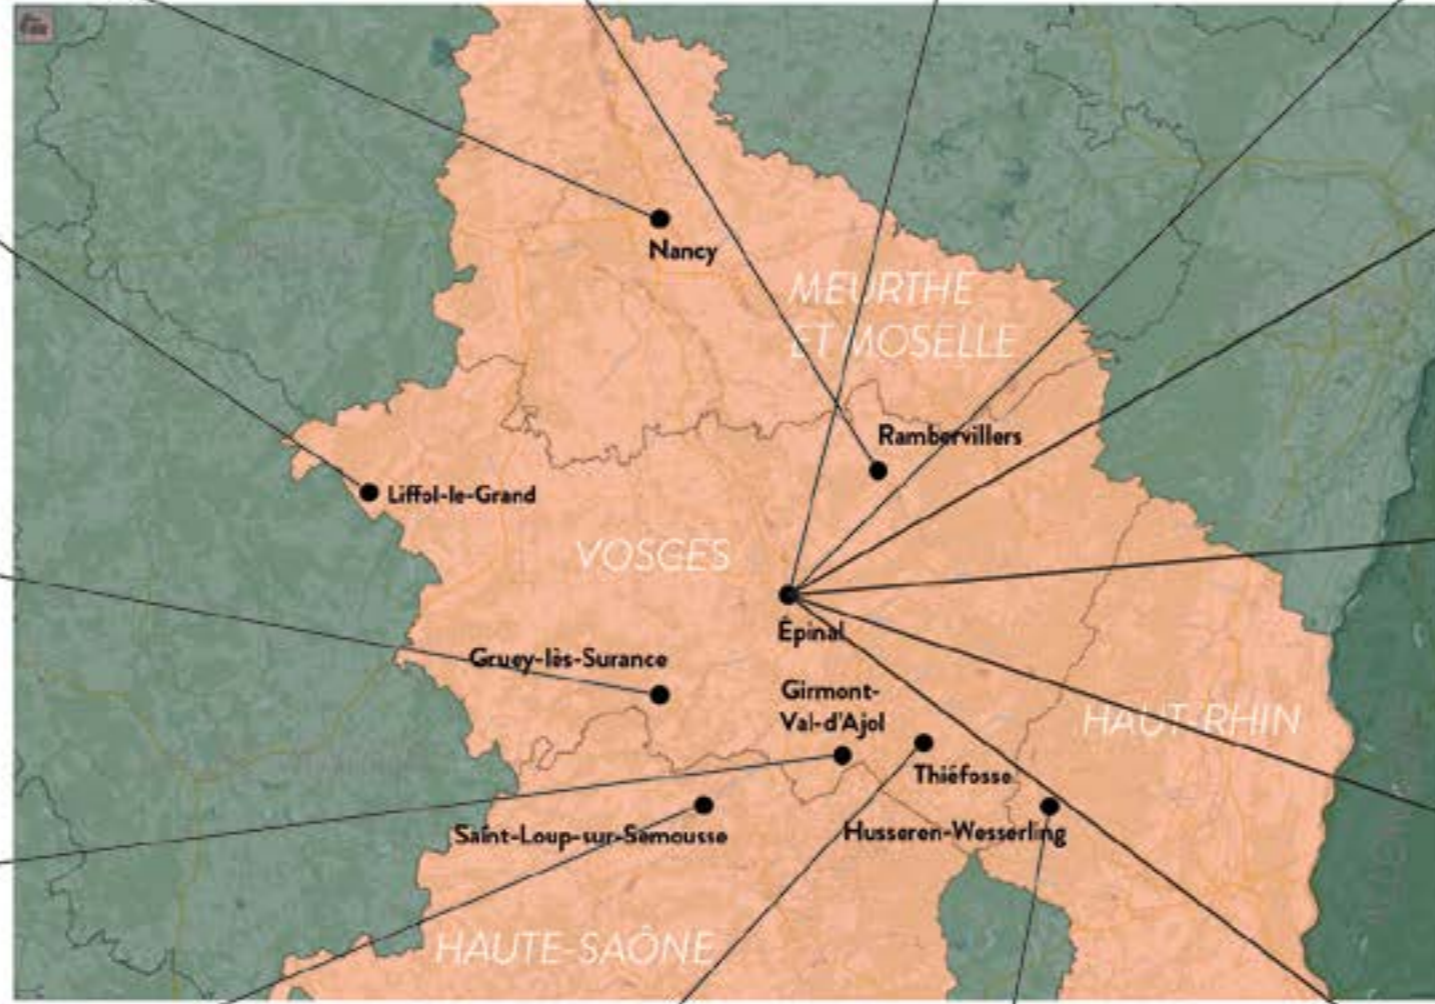 Nancy
MEURTHE
ET MOSELLE
Rambervillers
Liffol-le-Grand
VOSGES
Épinal
Gruey-lès-Surance
Girmont-
Val-d'Ajol
HAUT-RHIN
Thiéfosse
Saint-Loup-sur-Semousse
Husseren-Wesserling
HAUTE-SAÔNE